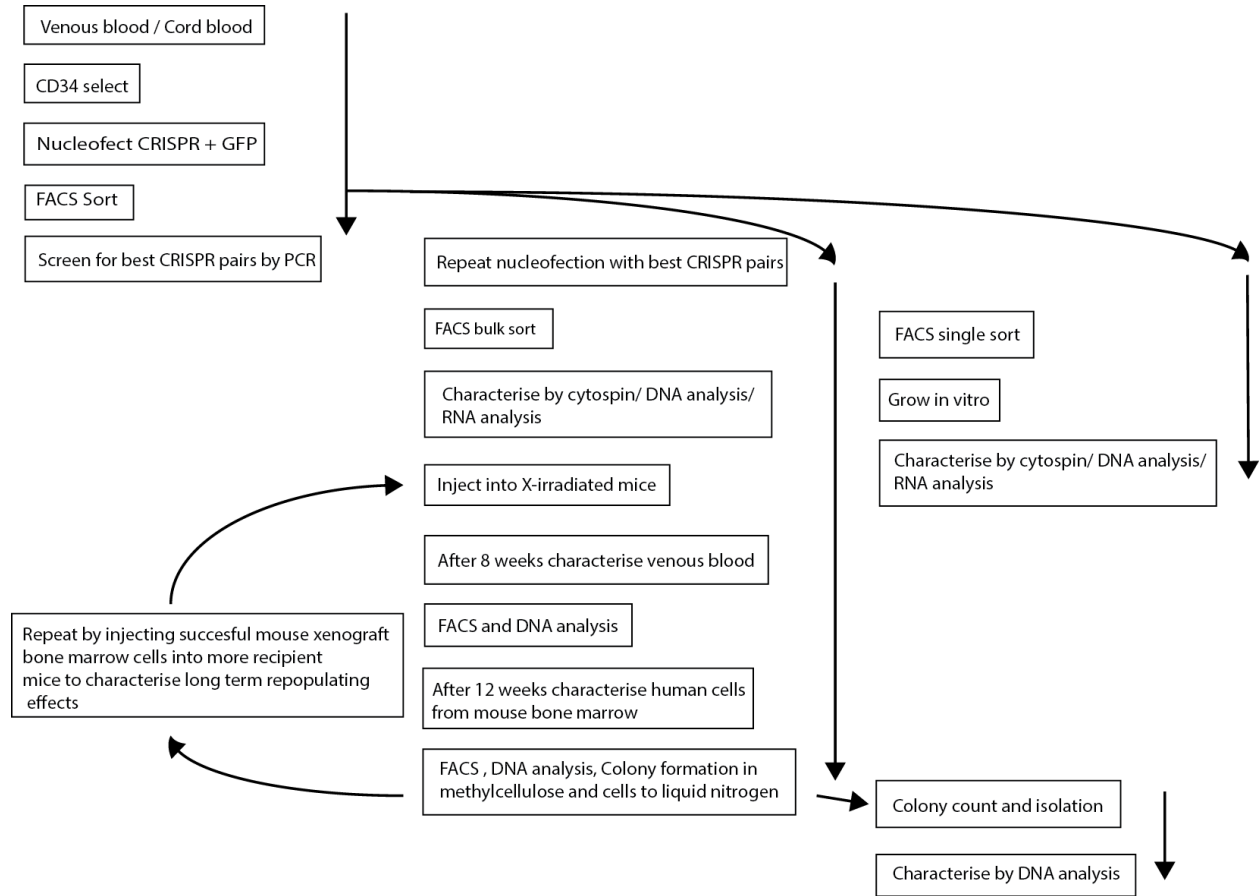 Venous blood / Cord blood
CD34 select
Nucleofect CRISPR + GFP
FACS Sort
Screen for best CRISPR pairs by PCR
Repeat nucleofection with best CRISPR pairs
FACS bulk sort
Characterise by cytospin/ DNA analysis/
RNA analysis
Inject into X-irradiated mice
After 8 weeks characterise venous blood
FACS and DNA analysis
After 12 weeks characterise human cells
from mouse bone marrow
FACS , DNA analysis, Colony formation in
methylcellulose and cells to liquid nitrogen
Repeat by injecting succesful mouse xenograft
bone marrow cells into more recipient
mice to characterise long term repopulating
effects
FACS single sort
Grow in vitro
Characterise by cytospin/ DNA analysis/
RNA analysis
Colony count and isolation
Characterise by DNA analysis